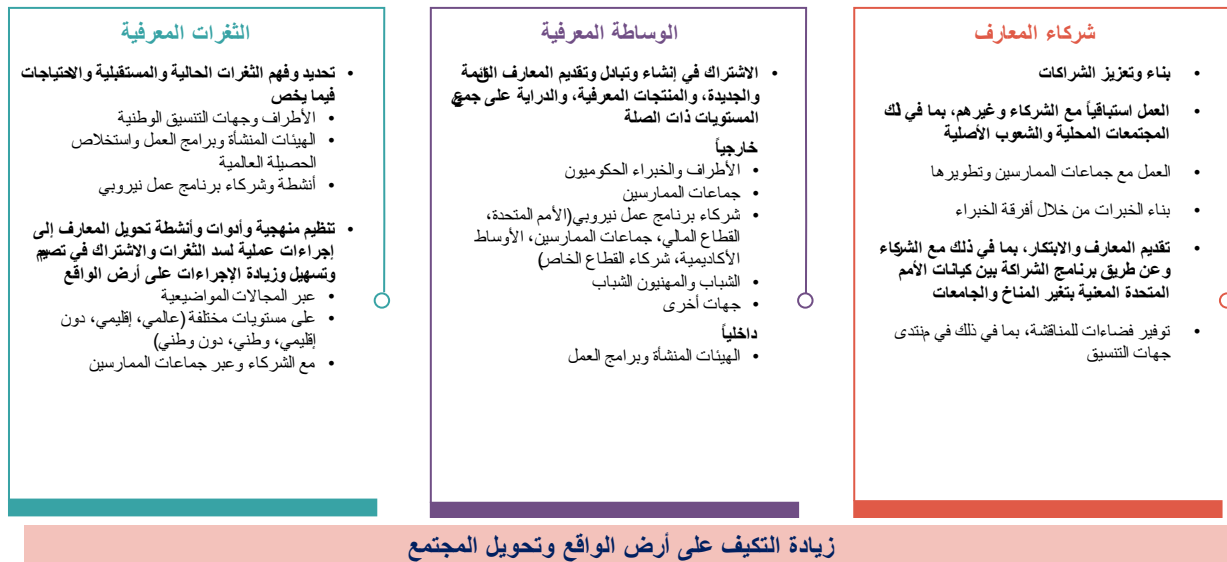 شركاء المعارف
• بناء وتعزيز الشراكات
• العمل استباقياً مع الشركاء وغيرهم، بما في ذلك
المجتمعات المحلية والشعوب الأصلية
• العمل مع جماعات الممارسين وتطويرها
• بناء الخبرات من خلال أفرقة الخبراء
• تقديم المعارف والابتكار، بما في ذلك مع الشركاء
وعن طريق برنامج الشراكة بين كيانات الأمم
المتحدة المعنية بتغير المناخ والجامعات
• توفير فضاءات للمناقشة، بما في ذلك في منتدى
جهات التنسيق
الوساطة المعرفية
• الاشتراك في إنشاء وتبادل وتقديم المعارف القائمة
والجديدة، والمنتجات المعرفية، والدراية على جميع
المستويات ذات الصلة
خارجياً
• الأطراف والخبراء الحكوميون
• جماعات الممارسين
• شركاء برنامج عمل نيروبي(الأمم المتحدة،
القطاع المالي، جماعات الممارسين، الأوساط
الأكاديمية، شركاء القطاع الخاص)
• الشباب والمهنيون الشباب
• جهات أخرى
داخلياً
• الهيئات المنشأة وبرامج العمل
الثغرات المعرفية
• تحديد وفهم الثغرات الحالية والمستقبلية والاحتياجات
فيما يخص
• الأطراف وجهات التنسيق الوطنية
• الهيئات المنشأة وبرامج العمل واستخلاص
الحصيلة العالمية
• أنشطة وشركاء برنامج عمل نيروبي
• تنظيم منهجية وأدوات وأنشطة تحويل المعارف إلى
إجراءات عملية لسد الثغرات والاشتراك في تصميم
وتسهيل وزيادة الإجراءات على أرض الواقع
• عبر المجالات المواضيعية
• على مستويات مختلفة (عالمي، إقليمي، دون
إقليمي، وطني، دون وطني)
• مع الشركاء وعبر جماعات الممارسين
زيادة التكيف على أرض الواقع وتحويل المجتمع